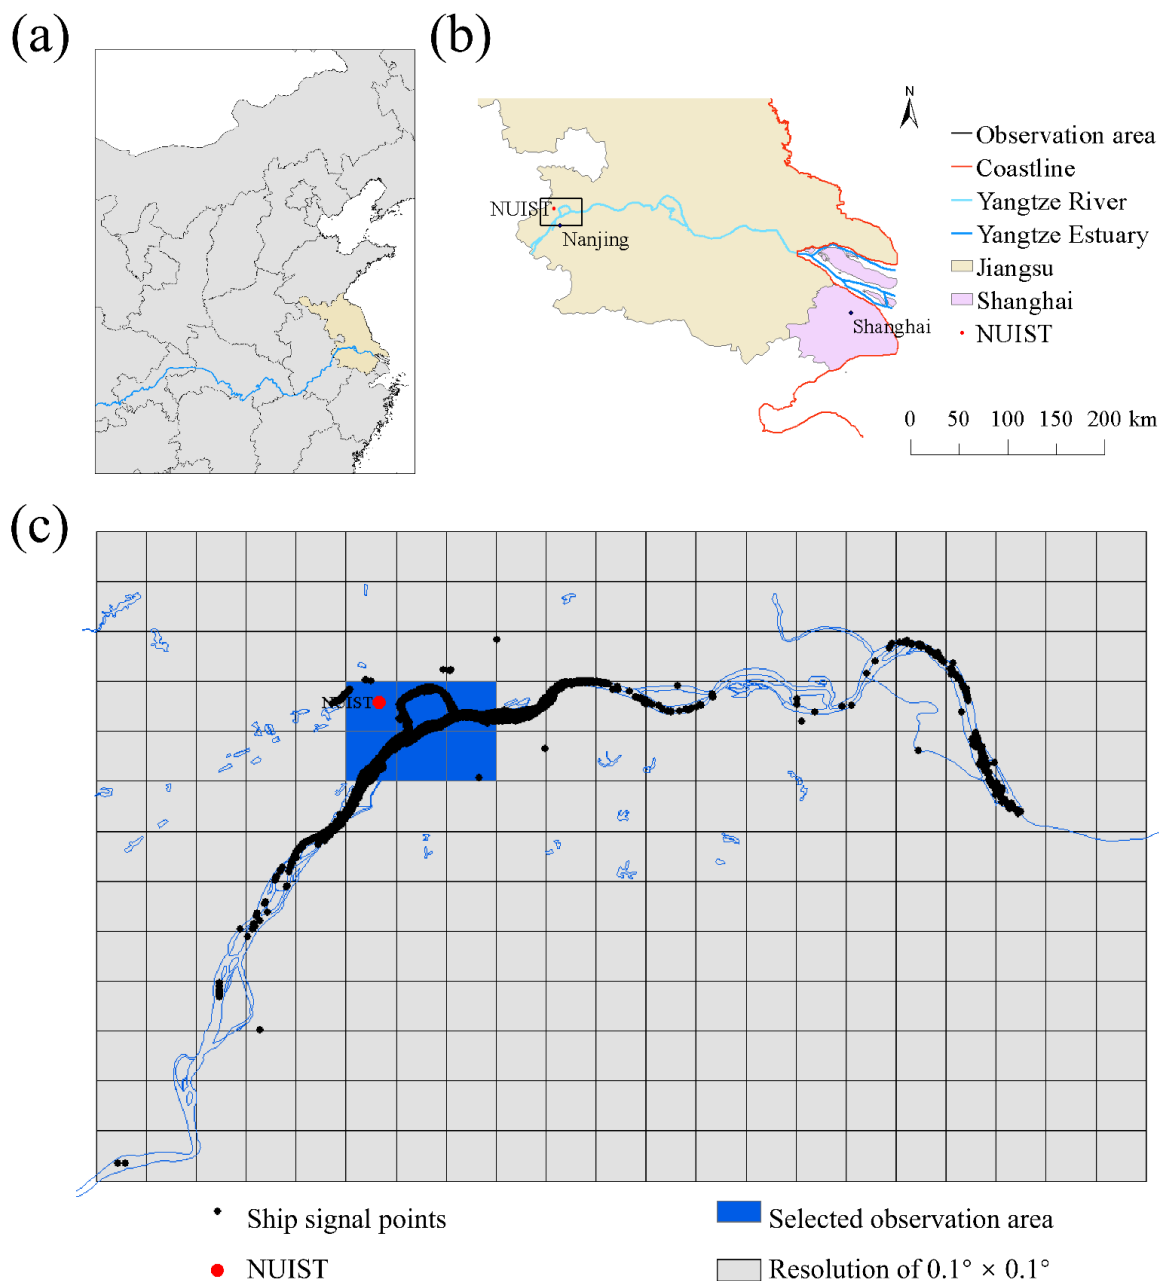 (a)
(b)
N
Observation area
Coastline
Yangtze River
Yangtze Estuary
Jiangsu
Shanghai
NUIST
NUIST
Nanjing
Shanghai
0 50 100 150 200 km
(c)
NUIST
Ship signal points
Selected observation area
NUIST
Resolution of 0.1° × 0.1°